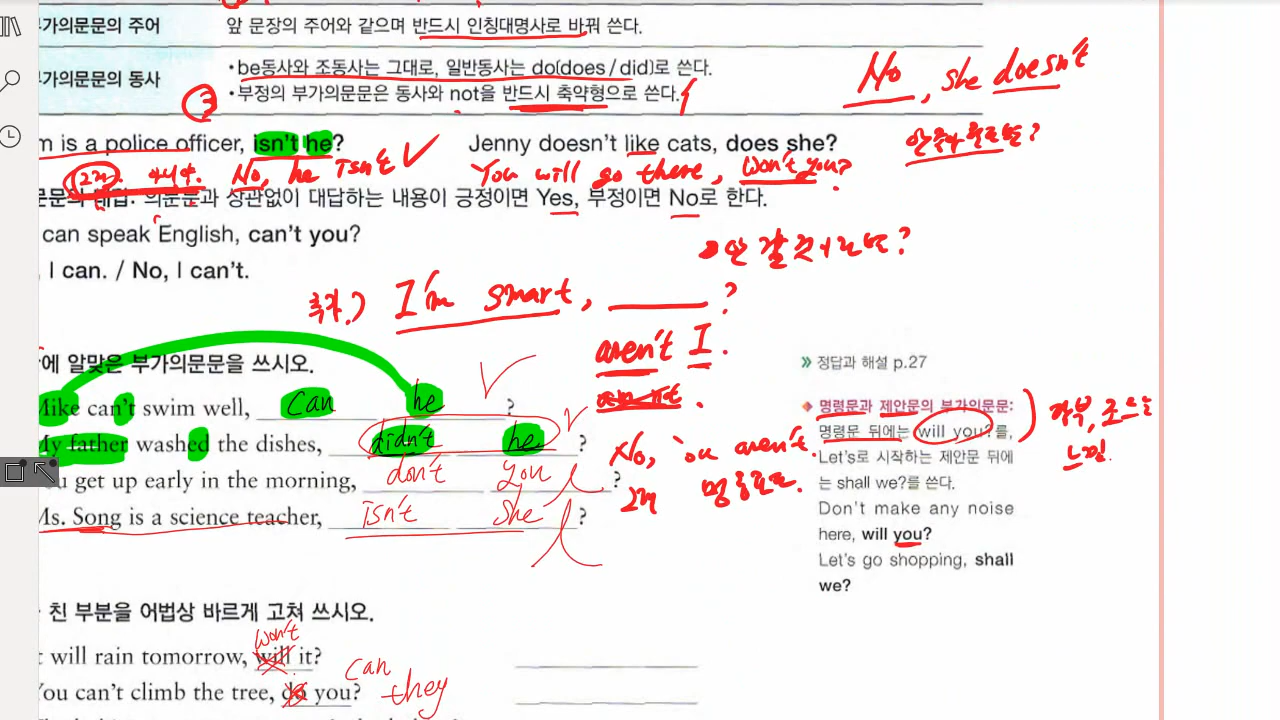 부가의문문의 주어 앞 문장의 주어와 같으며 반드시 인칭대명사로 바꿔 쓴다.
부가의문문의 동사
•be동사와 조동사는 그대로, 일반동사는 do(does / did)로 쓴다.
•부정의 부가의문문은 동사와 not을 반드시 축약형으로 쓴다.
③
No, she doesn't
m is a police officer, isn't he? Jenny doesn't like cats, does she?
No, he isn't
You will go there, won't you?
의문문과 상관없이 대답하는 내용이 긍정이면 Yes, 부정이면 No로 한다.
can speak English, can't you?
, I can. / No, I can't.
I'm smart, ______?
aren't I.
에 알맞은 부가의문문을 쓰시오.
Mike can't swim well, can he?
My father washed the dishes, didn't he?
u get up early in the morning, don't you?
Ms. Song is a science teacher, isn't she?
No, aren't.
정답과 해설 p.27
명령문과 제안문의 부가의문문:
명령문 뒤에는 will you?를,
Let's로 시작하는 제안문 뒤에
는 shall we?를 쓴다.
Don't make any noise
here, will you?
Let's go shopping, shall
we?
친 부분을 어법상 바르게 고쳐 쓰시오.
won't
t will rain tomorrow, will it?
can they
You can't climb the tree, do you?